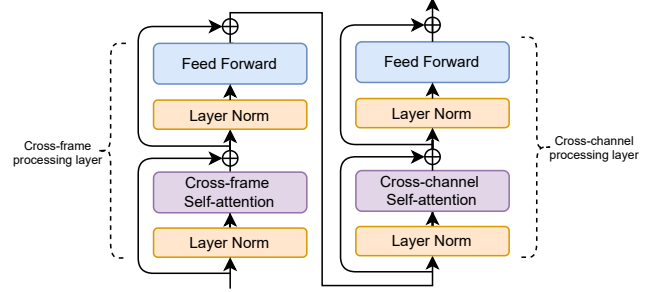 Feed Forward
Layer Norm
Cross-frame
processing layer
Cross-frame
Self-attention
Layer Norm
Feed Forward
Layer Norm
Cross-channel
processing layer
Cross-channel
Self-attention
Layer Norm